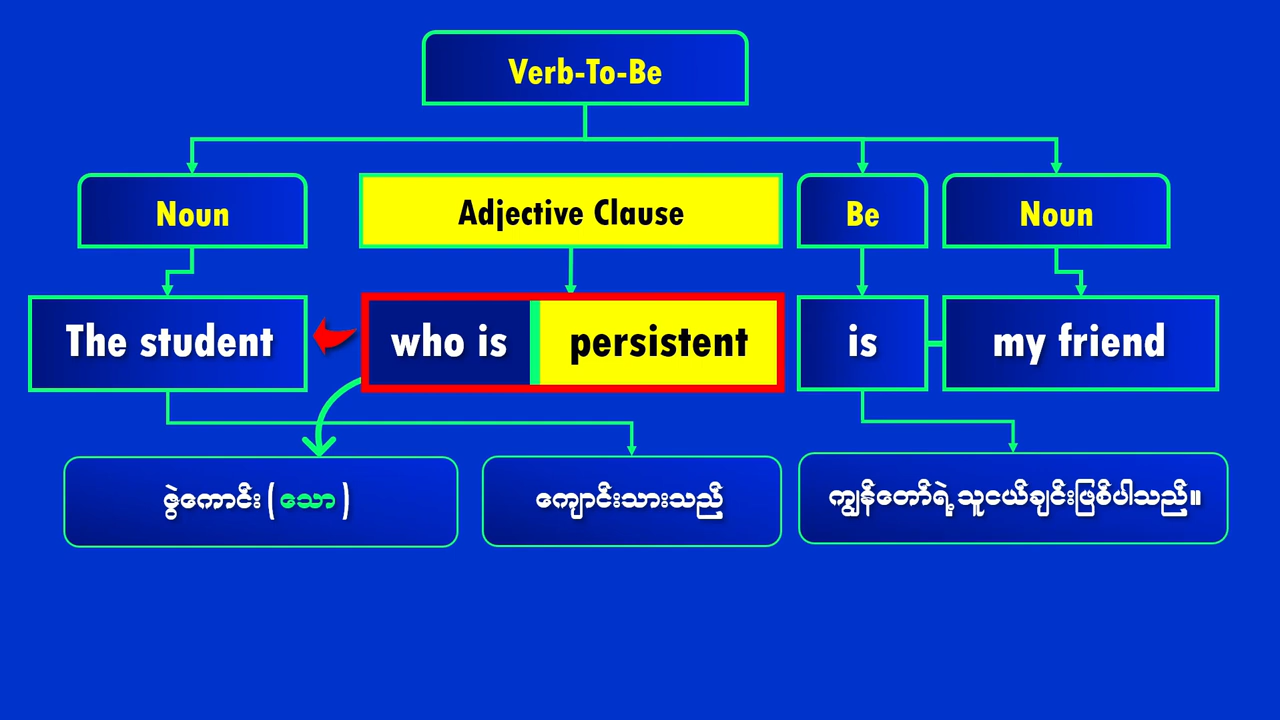 Verb-To-Be
Noun
Adjective Clause
Be
Noun
The student
who is
persistent
is
my friend
ဇွဲကောင်း ( သော )
ကျောင်းသားသည်
ကျွန်တော်ရဲ့ သူငယ်ချင်းဖြစ်ပါသည်။